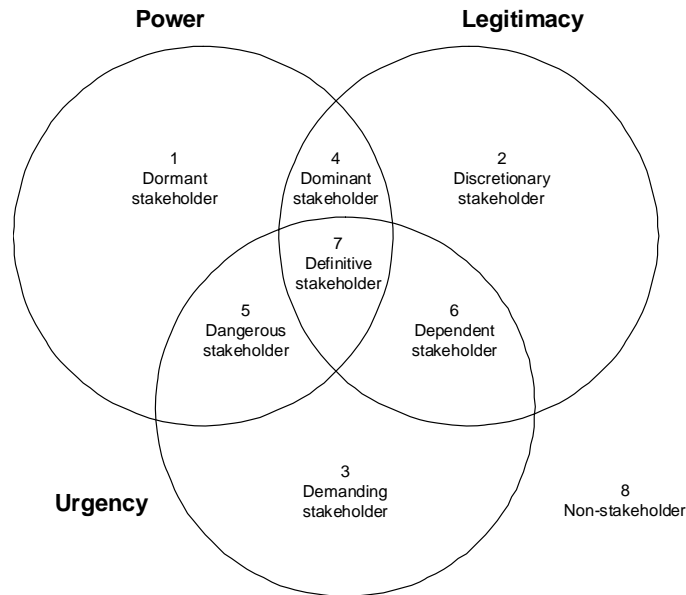 Power
Legitimacy
1
Dormant
stakeholder
4
Dominant
stakeholder
2
Discretionary
stakeholder
7
Definitive
stakeholder
5
Dangerous
stakeholder
6
Dependent
stakeholder
Urgency
3
Demanding
stakeholder
8
Non-stakeholder